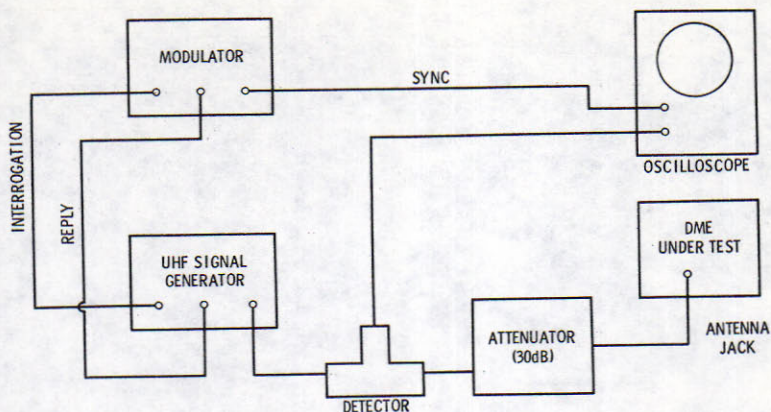 MODULATOR
SYNC
OSCILLOSCOPE
INTERROGATION
REPLY
UHF SIGNAL
GENERATOR
DME
UNDER TEST
ATTENUATOR
(30dB)
ANTENNA
JACK
DETECTOR